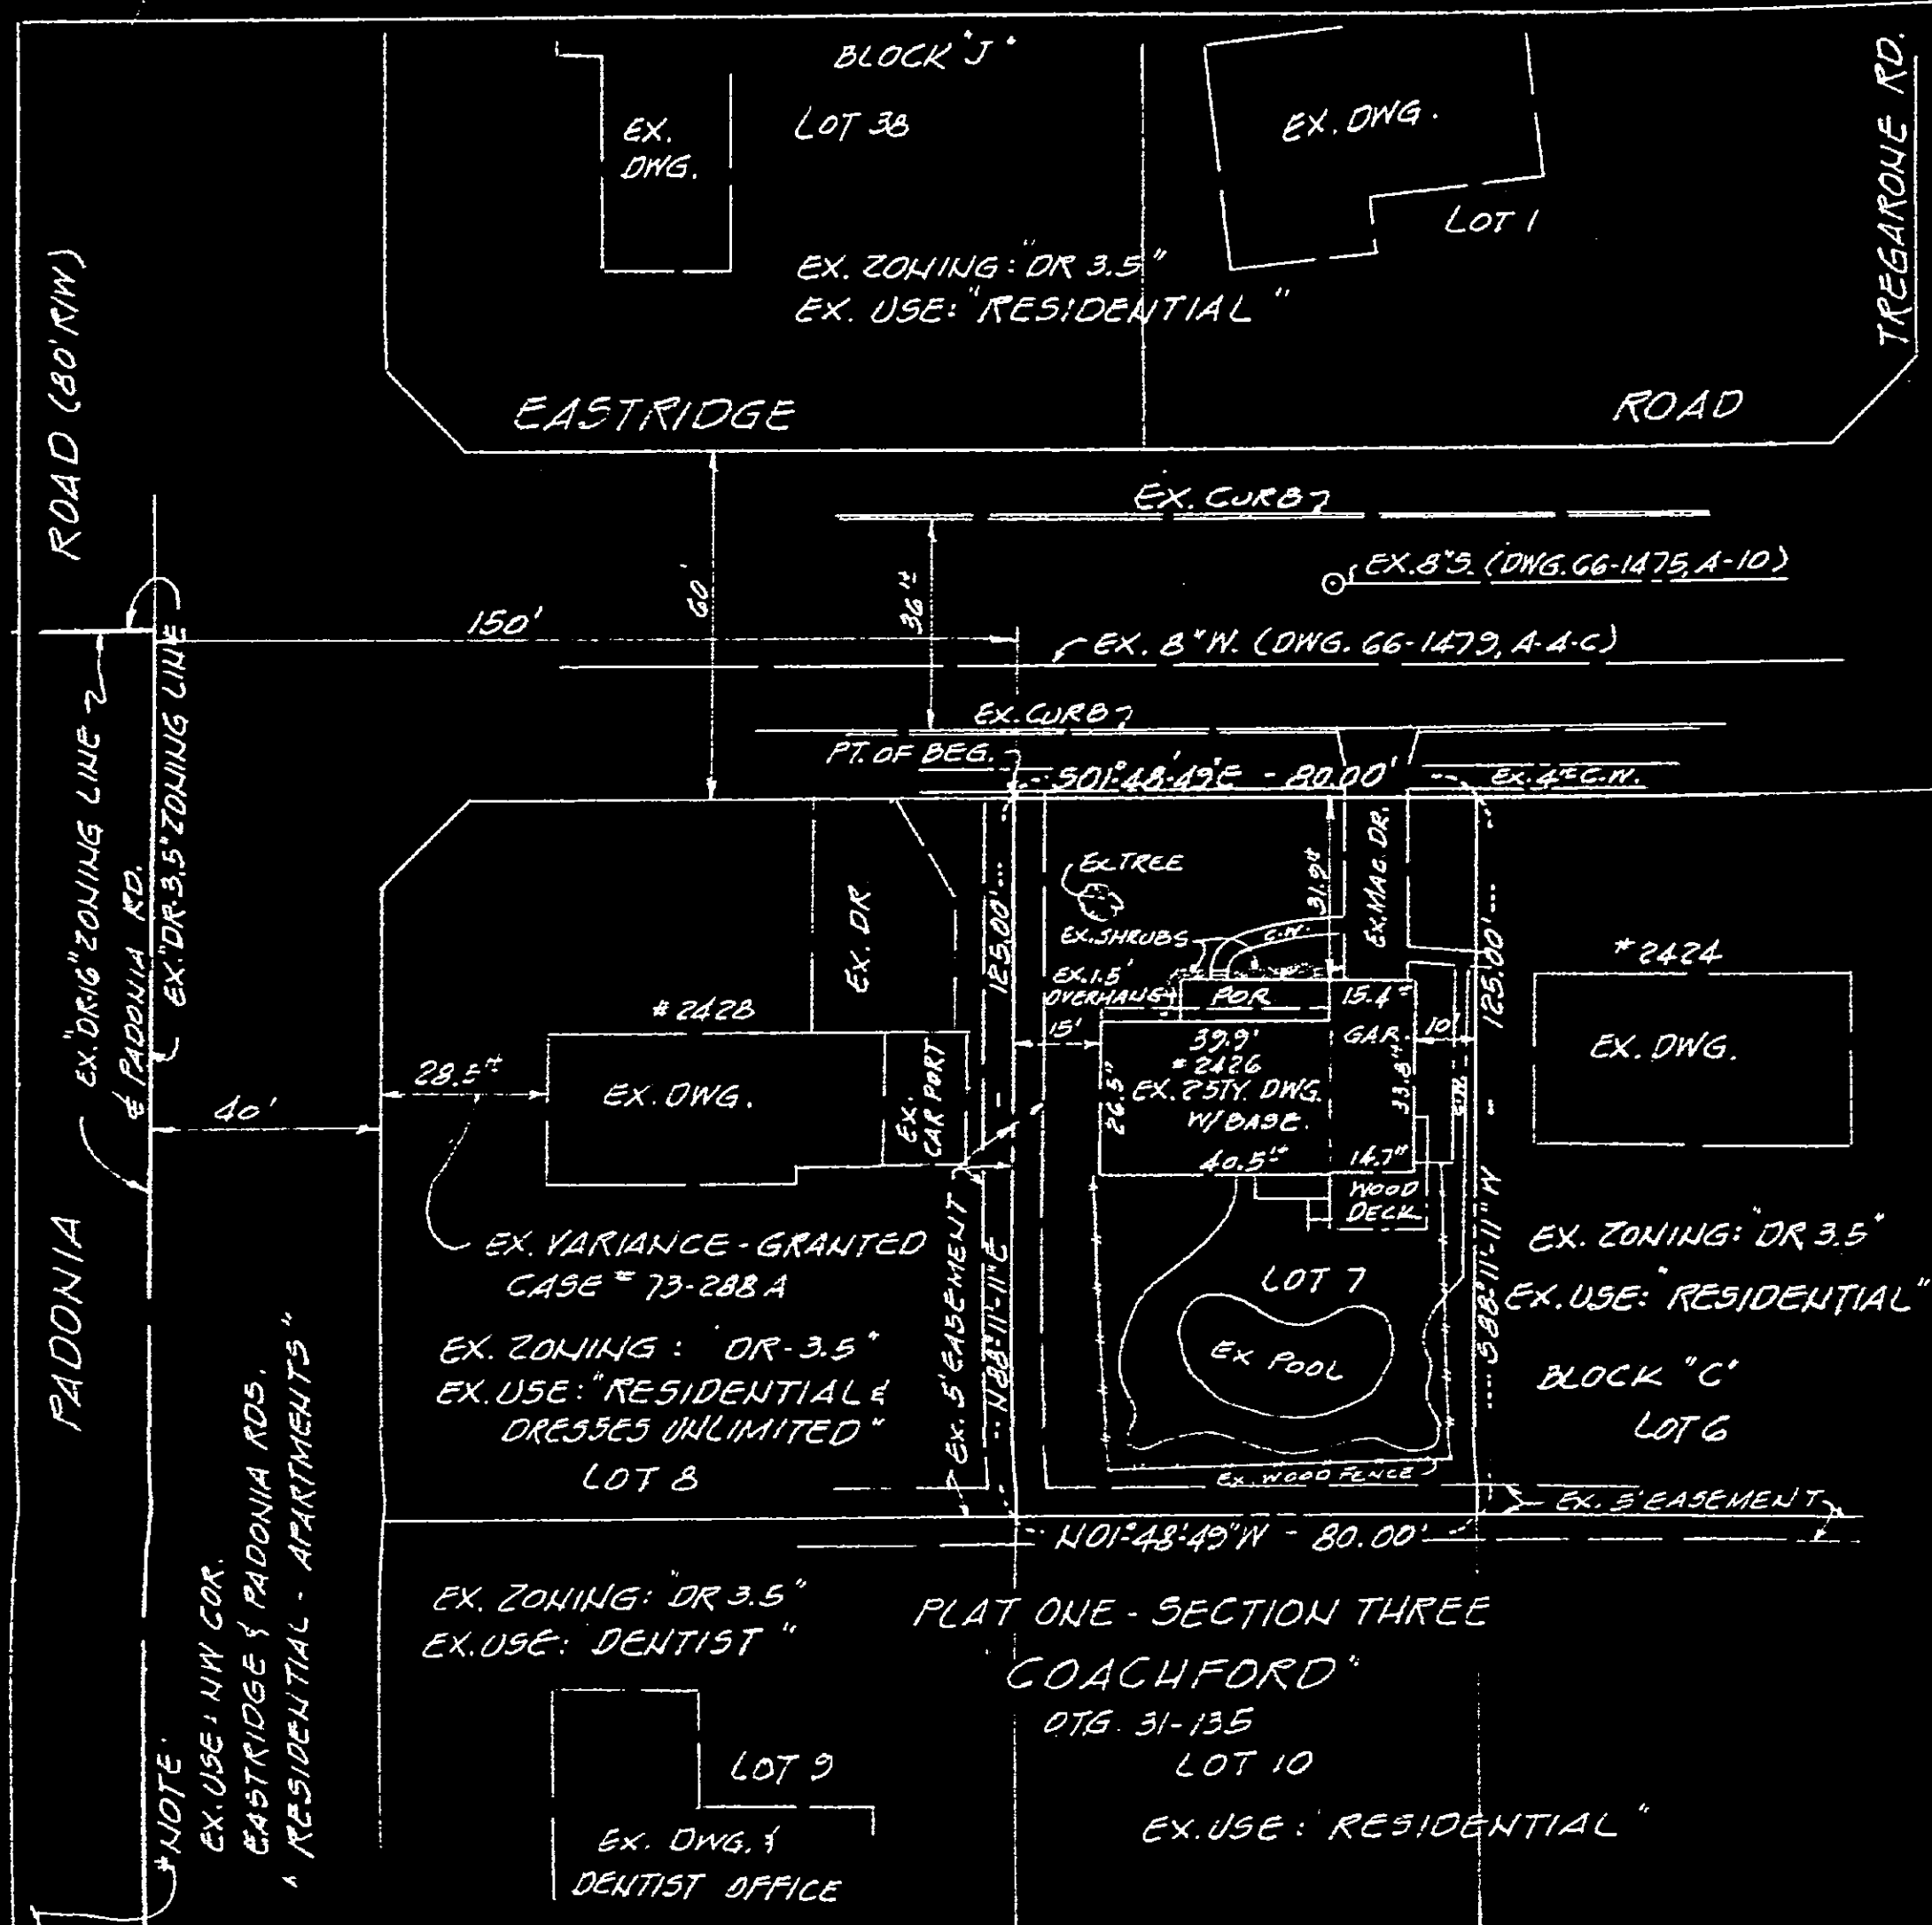 BLOCK "J"
LOT 38
EX.
DWG.
EX. DWG.
LOT 1
TREGARONE RD.
EX. ZONING: "DR 3.5"
EX. USE: "RESIDENTIAL"
EASTRIDGE ROAD
ROAD (80' R/W)
EX. CURB
60'
36'±
EX. 8"S. (DWG. 66-1475, A-10)
150'
EX. 8"W. (DWG. 66-1479, A-4-C)
EX. CURB
PT. OF BEG.
S01°-48'-49"E - 80.00'
EX. 4'± C.W.
EX. "DR-16" ZONING LINE
℄ PADONIA RD.
EX. "DR-3.5" ZONING LINE
EX. DR
125.00'
EX. TREE
31.9'±
EX. MAC. DR.
125.00'
EX. SHRUBS
C.W.
EX. 1.5'
OVERHANG
POR
15.4'±
#2424
EX. DWG.
#2428
28.5'±
EX. DWG.
EX.
CAR PORT
40'
15'
39.9'
#2426
EX. 2 STY. DWG.
W/BASE.
26.5'
40.5'±
GAR.
33.8'±
10'
C.W.
14.7'±
WOOD
DECK
EX. VARIANCE - GRANTED
CASE # 73-288 A
EX. ZONING: "DR-3.5"
EX. USE: "RESIDENTIAL &
DRESSES UNLIMITED"
LOT 8
EX. 5' EASEMENT
N88°-11'-11"E
LOT 7
EX POOL
EX. WOOD FENCE
S88°-11'-11"W
EX. ZONING: "DR 3.5"
EX. USE: "RESIDENTIAL"
BLOCK "C"
LOT 6
EX. 5' EASEMENT
N01°-48'-49"W - 80.00'
PADONIA
*NOTE
EX. USE: NW COR.
EASTRIDGE & PADONIA RDS.
"RESIDENTIAL - APARTMENTS"
EX. ZONING: "DR 3.5"
EX. USE: DENTIST"
PLAT ONE - SECTION THREE
"COACHFORD"
OTG. 31-135
LOT 10
EX. USE: "RESIDENTIAL"
LOT 9
EX. DWG. &
DENTIST OFFICE